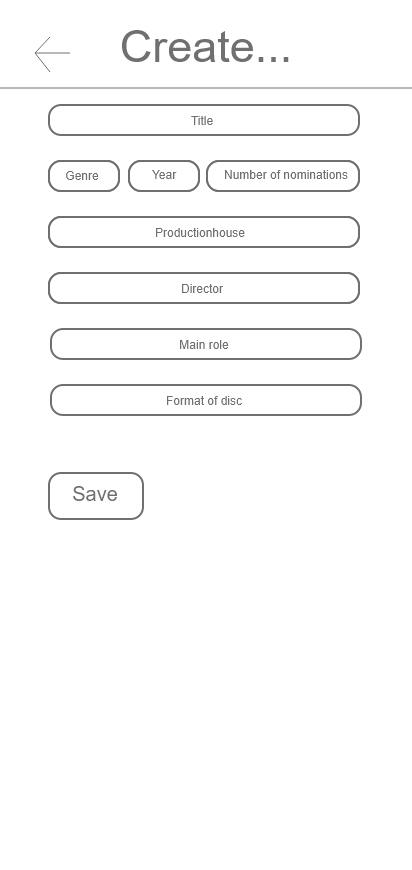 Create...
Title
Genre Year Number of nominations
Productionhouse
Director
Main role
Format of disc
Save